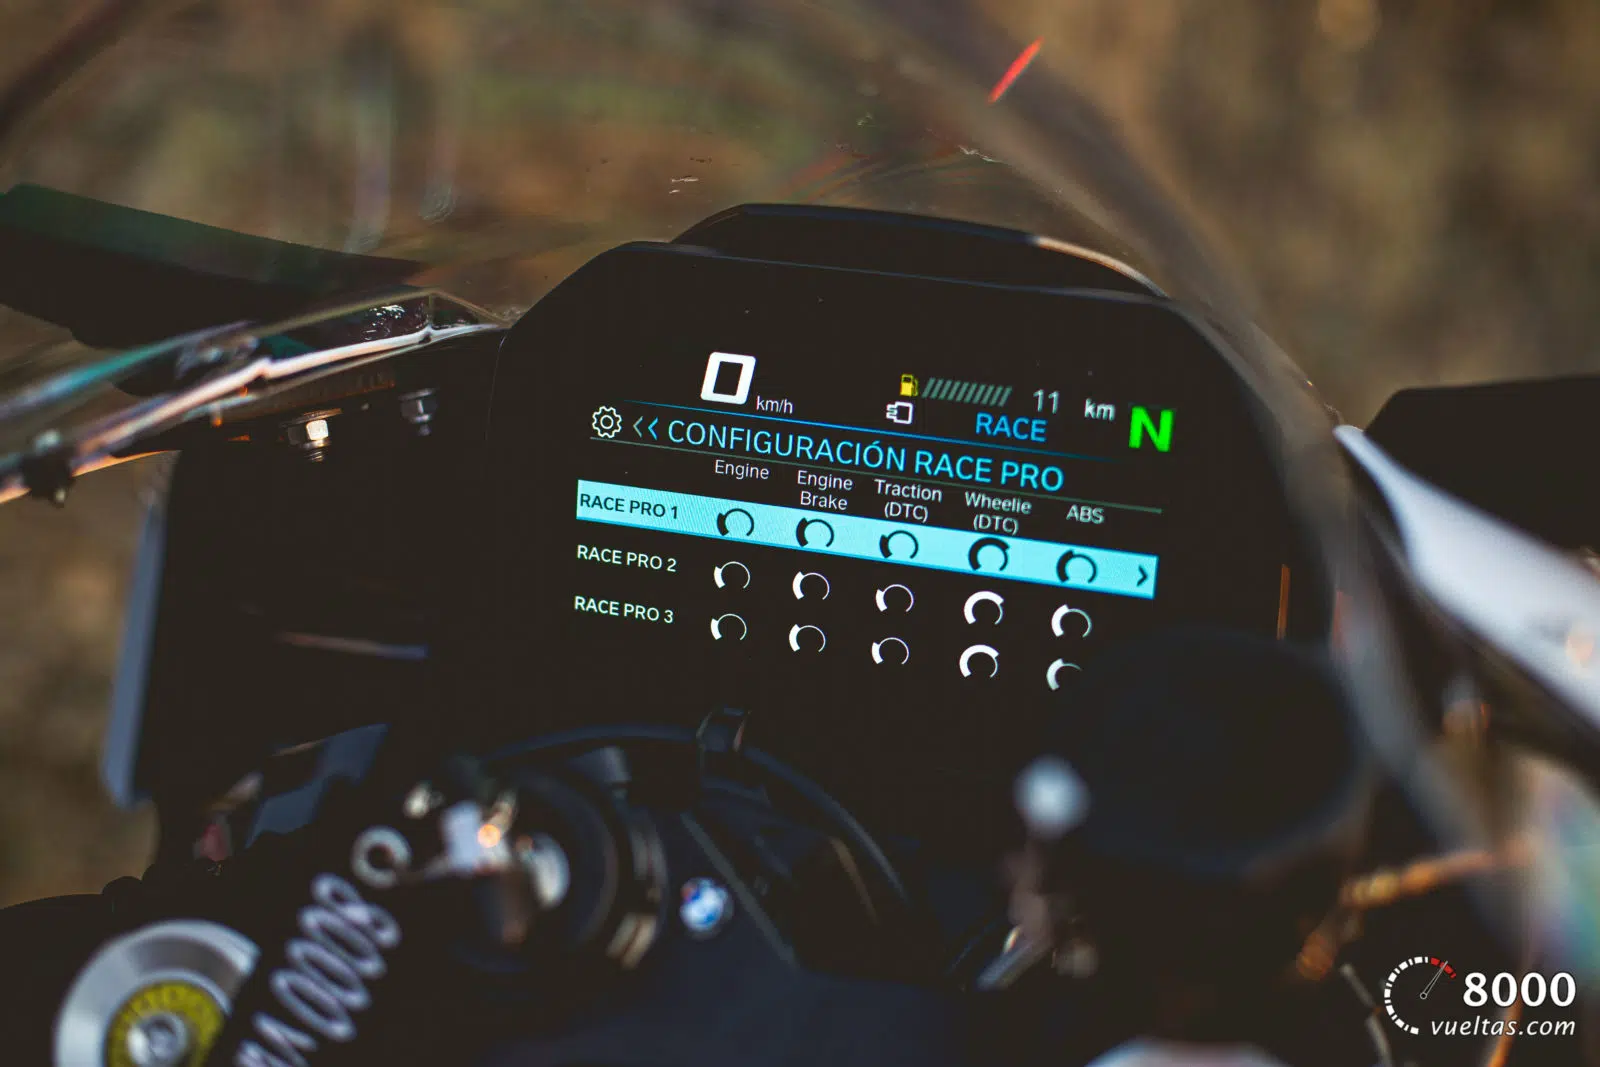 0 km/h
11 km
RACE
N
<< CONFIGURACIÓN RACE PRO
Engine
Engine Brake
Traction (DTC)
Wheelie (DTC)
ABS
RACE PRO 1
RACE PRO 2
RACE PRO 3
M 1000R
8000
vueltas.com